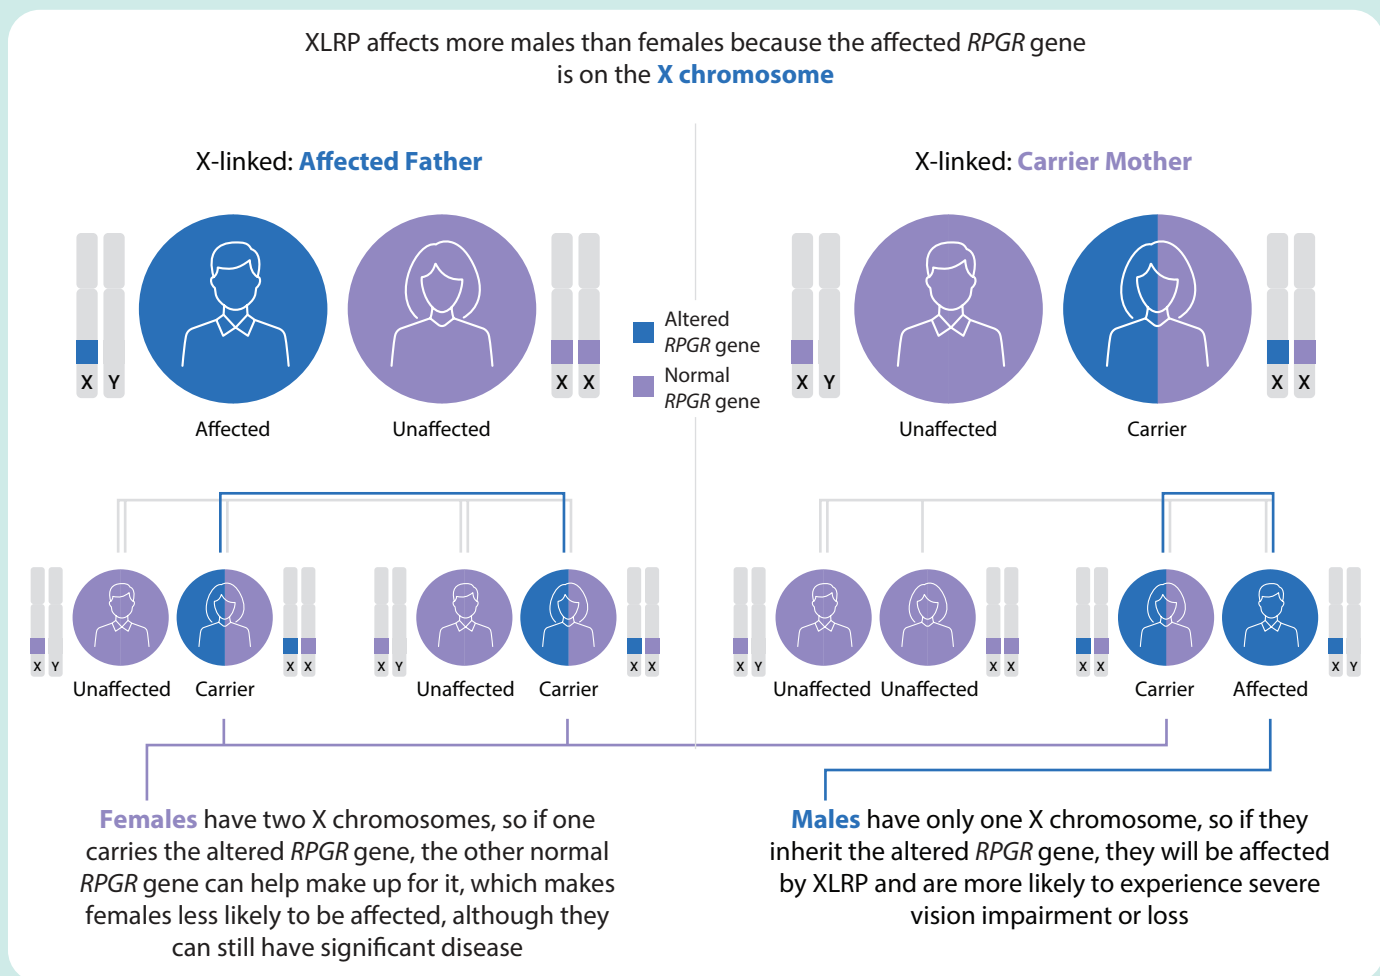 XLRP affects more males than females because the affected RPGR gene
is on the X chromosome
X-linked: Affected Father
X Y
X X
Affected
Unaffected
Altered
RPGR gene
Normal
RPGR gene
X-linked: Carrier Mother
X Y
X X
Unaffected
Carrier
X Y
X X
X Y
X X
Unaffected
Carrier
Unaffected
Carrier
X Y
X X
X X
X Y
Unaffected
Unaffected
Carrier
Affected
Females have two X chromosomes, so if one
carries the altered RPGR gene, the other normal
RPGR gene can help make up for it, which makes
females less likely to be affected, although they
can still have significant disease
Males have only one X chromosome, so if they
inherit the altered RPGR gene, they will be affected
by XLRP and are more likely to experience severe
vision impairment or loss